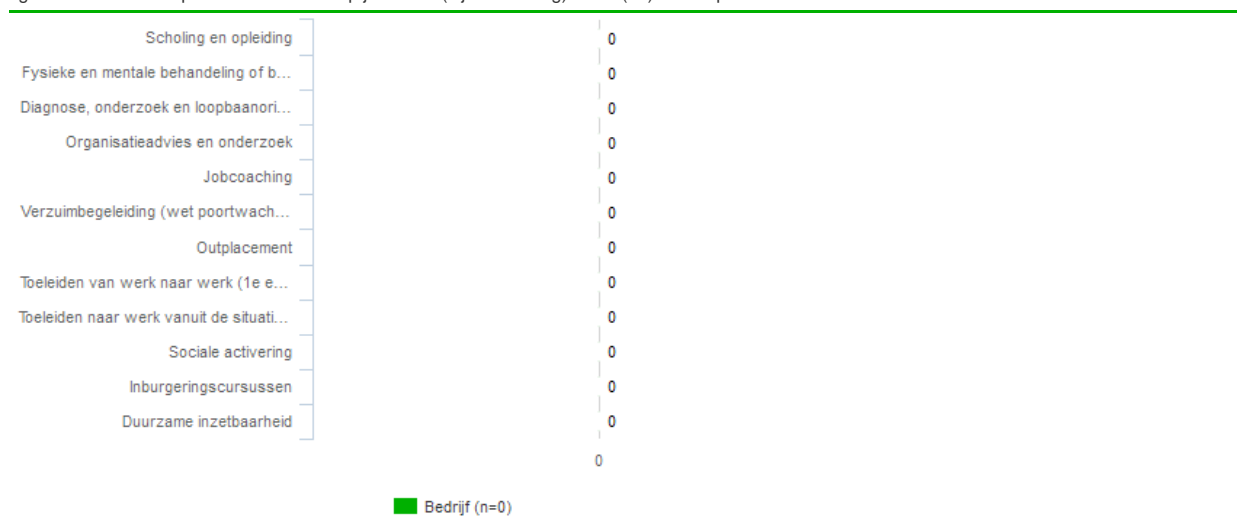 Scholing en opleiding 0
Fysieke en mentale behandeling of b... 0
Diagnose, onderzoek en loopbaanori... 0
Organisatieadvies en onderzoek 0
Jobcoaching 0
Verzuimbegeleiding (wet poortwach... 0
Outplacement 0
Toeleiden van werk naar werk (1e e... 0
Toeleiden naar werk vanuit de situati... 0
Sociale activering 0
Inburgeringscursussen 0
Duurzame inzetbaarheid 0
0
Bedrijf (n=0)